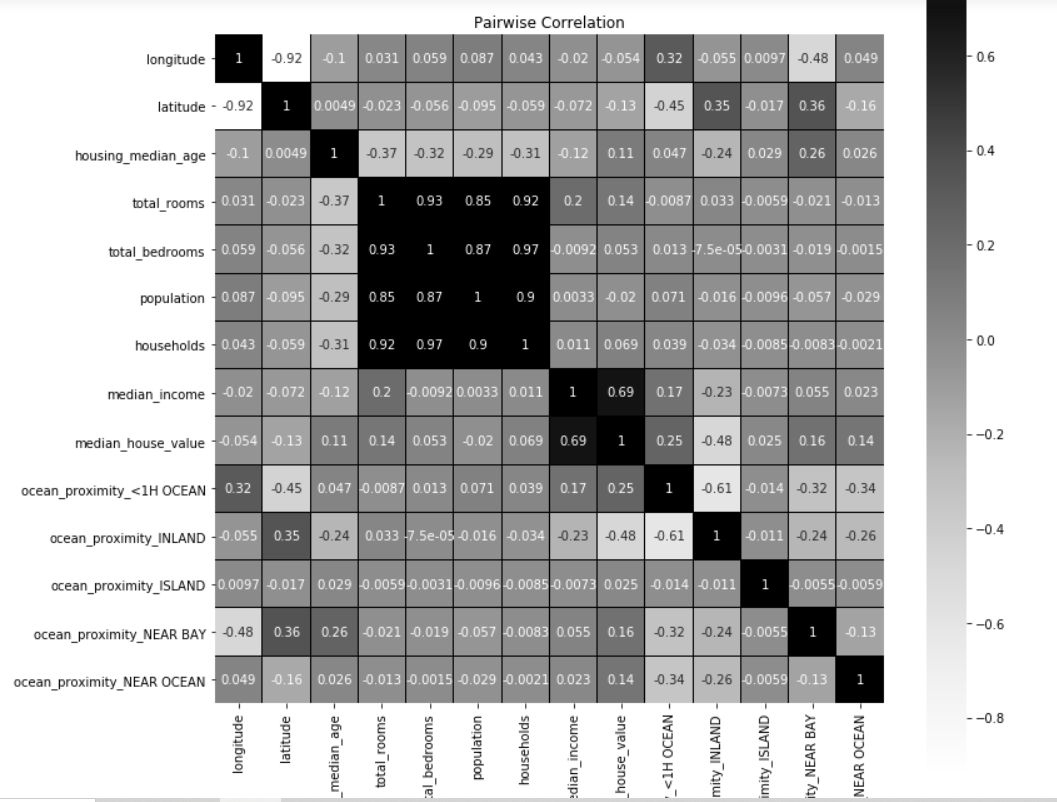 Pairwise Correlation
longitude 1 -0.92 -0.1 0.031 0.059 0.087 0.043 -0.02 -0.054 0.32 -0.055 0.0097 -0.48 0.049
latitude -0.92 1 0.0049 -0.023 -0.056 -0.095 -0.059 -0.072 -0.13 -0.45 0.35 -0.017 0.36 -0.16
housing_median_age -0.1 0.0049 1 -0.37 -0.32 -0.29 -0.31 -0.12 0.11 0.047 -0.24 0.029 0.26 0.026
total_rooms 0.031 -0.023 -0.37 1 0.93 0.85 0.92 0.2 0.14 -0.0087 0.033 -0.0059 -0.021 -0.013
total_bedrooms 0.059 -0.056 -0.32 0.93 1 0.87 0.97 -0.0092 0.053 0.013 -7.5e-05 -0.0031 -0.019 -0.0015
population 0.087 -0.095 -0.29 0.85 0.87 1 0.9 0.0033 -0.02 0.071 -0.016 -0.0096 -0.057 -0.029
households 0.043 -0.059 -0.31 0.92 0.97 0.9 1 0.011 0.069 0.039 -0.034 -0.0085 -0.0083 -0.0021
median_income -0.02 -0.072 -0.12 0.2 -0.0092 0.0033 0.011 1 0.69 0.17 -0.23 -0.0073 0.055 0.023
median_house_value -0.054 -0.13 0.11 0.14 0.053 -0.02 0.069 0.69 1 0.25 -0.48 0.025 0.16 0.14
ocean_proximity_<1H OCEAN 0.32 -0.45 0.047 -0.0087 0.013 0.071 0.039 0.17 0.25 1 -0.61 -0.014 -0.32 -0.34
ocean_proximity_INLAND -0.055 0.35 -0.24 0.033 -7.5e-05 -0.016 -0.034 -0.23 -0.48 -0.61 1 -0.011 -0.24 -0.26
ocean_proximity_ISLAND 0.0097 -0.017 0.029 -0.0059 -0.0031 -0.0096 -0.0085 -0.0073 0.025 -0.014 -0.011 1 -0.0055 -0.0059
ocean_proximity_NEAR BAY -0.48 0.36 0.26 -0.021 -0.019 -0.057 -0.0083 0.055 0.16 -0.32 -0.24 -0.0055 1 -0.13
ocean_proximity_NEAR OCEAN 0.049 -0.16 0.026 -0.013 -0.0015 -0.029 -0.0021 0.023 0.14 -0.34 -0.26 -0.0059 -0.13 1
longitude
latitude
_median_age
total_rooms
al_bedrooms
population
households
edian_income
_house_value
_<1H OCEAN
mity_INLAND
imity_ISLAND
ity_NEAR BAY
NEAR OCEAN
0.6
0.4
0.2
0.0
−0.2
−0.4
−0.6
−0.8